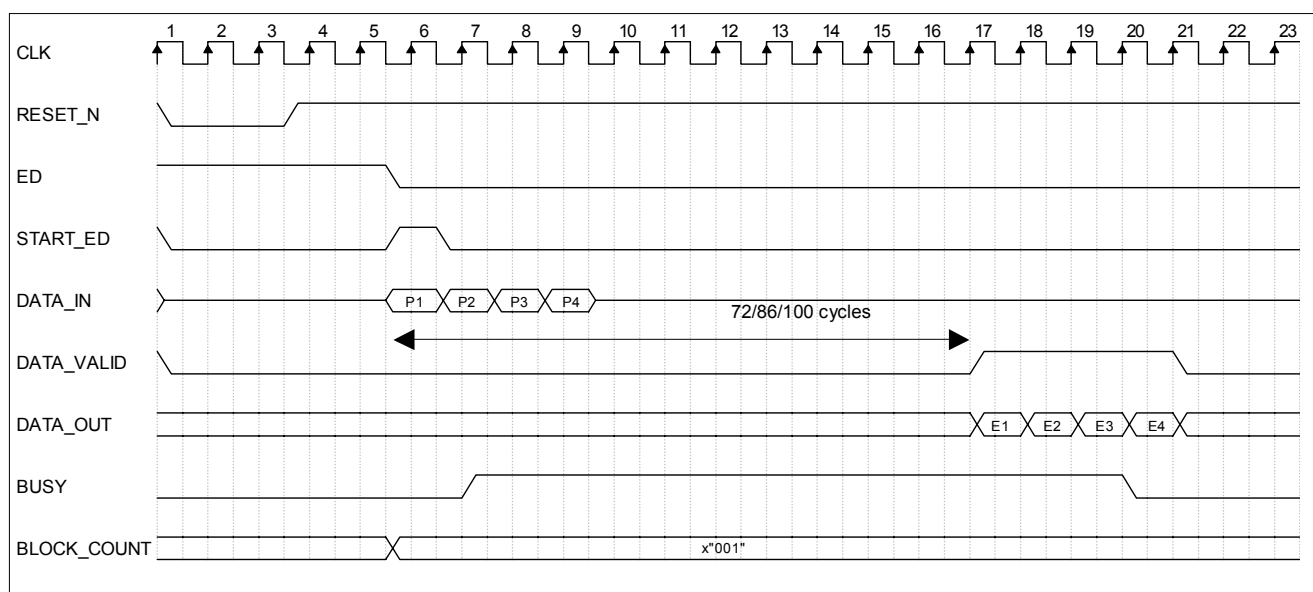 1 2 3 4 5 6 7 8 9 10 11 12 13 14 15 16 17 18 19 20 21 22 23
CLK
RESET_N
ED
START_ED
DATA_IN P1 P2 P3 P4
72/86/100 cycles
DATA_VALID
DATA_OUT E1 E2 E3 E4
BUSY
BLOCK_COUNT x"001"